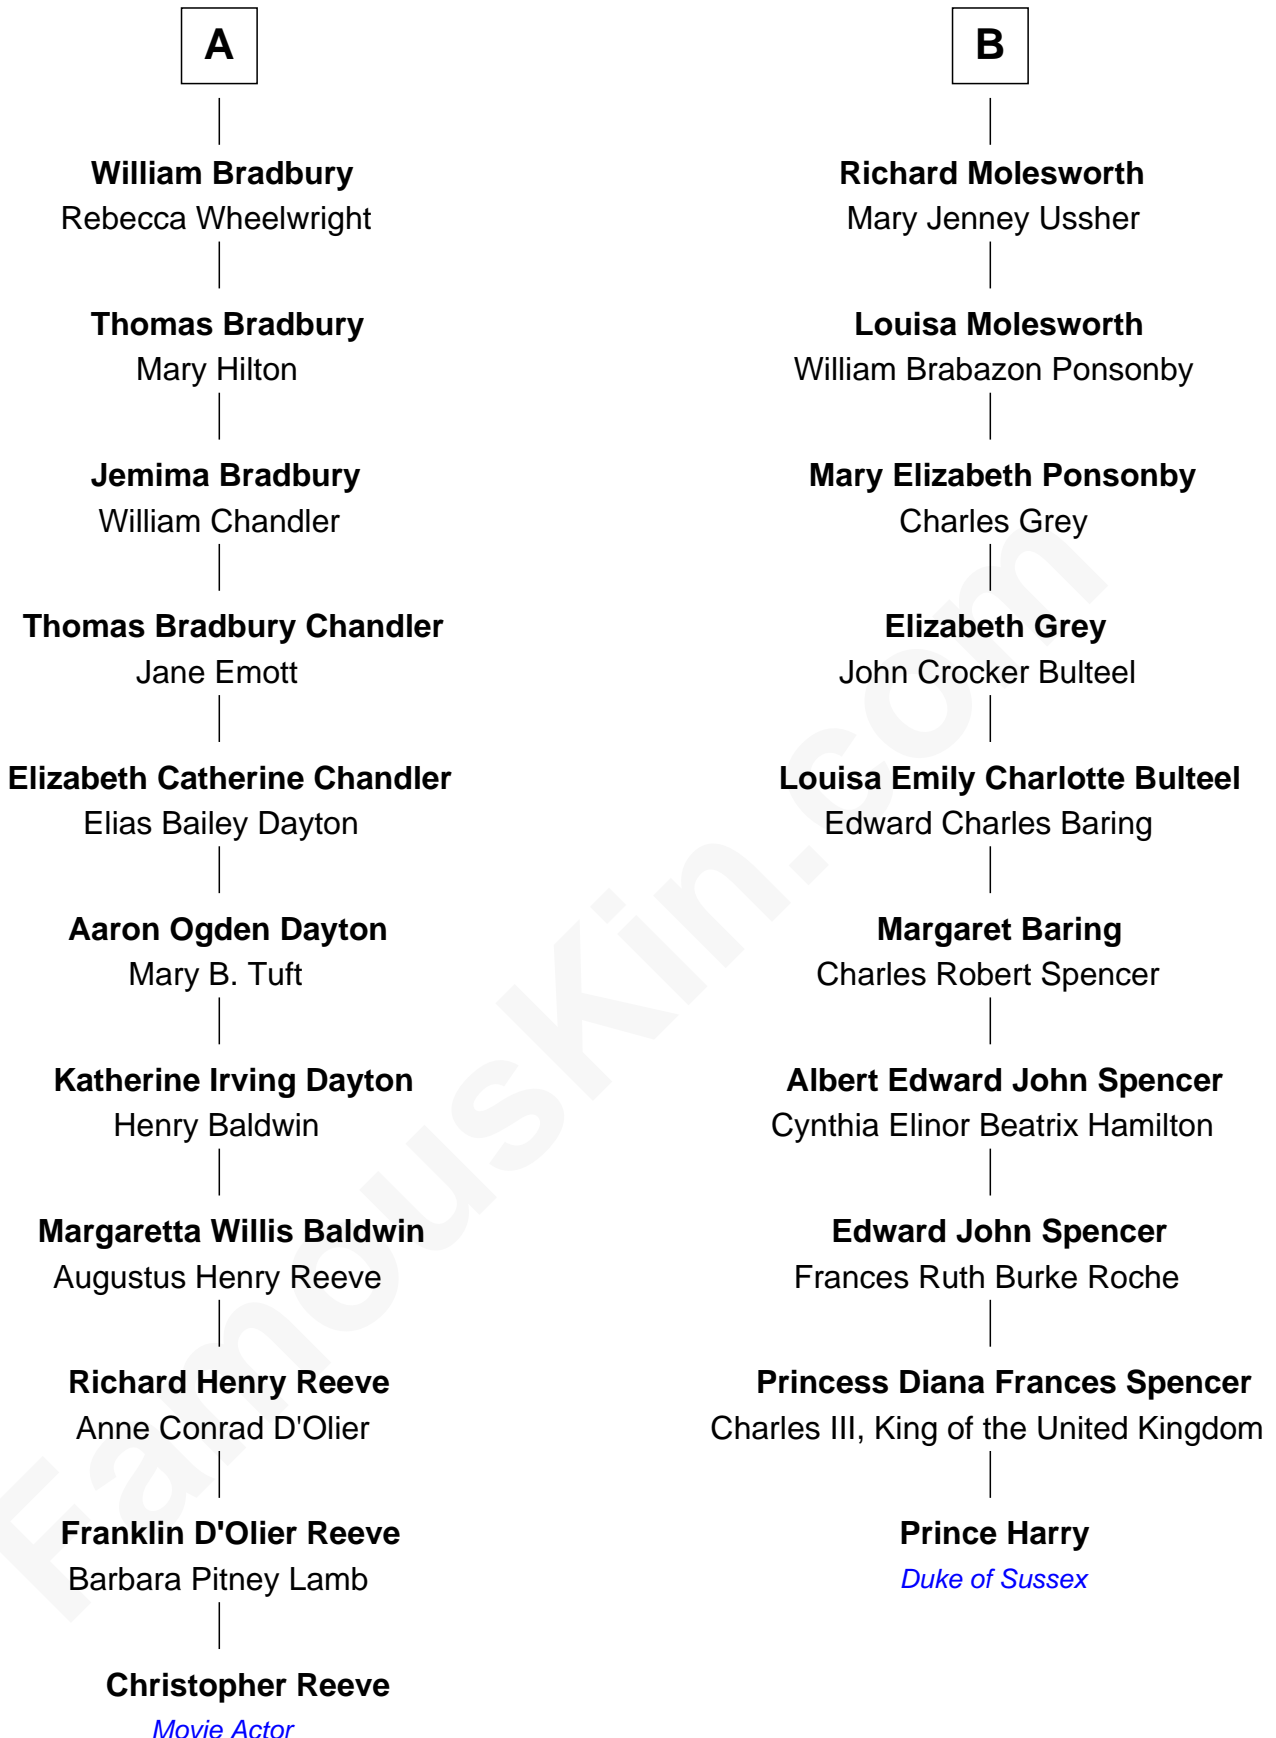 A
William Bradbury
Rebecca Wheelwright
Thomas Bradbury
Mary Hilton
Jemima Bradbury
William Chandler
Thomas Bradbury Chandler
Jane Emott
Elizabeth Catherine Chandler
Elias Bailey Dayton
Aaron Ogden Dayton
Mary B. Tuft
Katherine Irving Dayton
Henry Baldwin
Margaretta Willis Baldwin
Augustus Henry Reeve
Richard Henry Reeve
Anne Conrad D'Olier
Franklin D'Olier Reeve
Barbara Pitney Lamb
Christopher Reeve
Movie Actor
B
Richard Molesworth
Mary Jenney Ussher
Louisa Molesworth
William Brabazon Ponsonby
Mary Elizabeth Ponsonby
Charles Grey
Elizabeth Grey
John Crocker Bulteel
Louisa Emily Charlotte Bulteel
Edward Charles Baring
Margaret Baring
Charles Robert Spencer
Albert Edward John Spencer
Cynthia Elinor Beatrix Hamilton
Edward John Spencer
Frances Ruth Burke Roche
Princess Diana Frances Spencer
Charles III, King of the United Kingdom
Prince Harry
Duke of Sussex
FamousKin.com